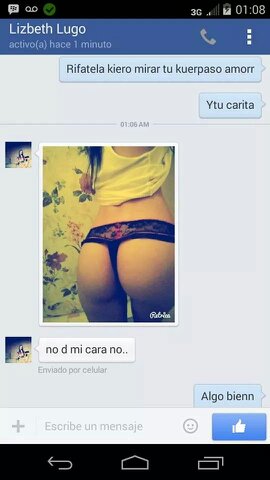 3G 01:08
Lizbeth Lugo
activo(a) hace 1 minuto
Rifatela kiero mirar tu kuerpaso amorr
Ytu carita
01:06 AM
Retrica
no d mi cara no..
Enviado por celular
Algo bienn
Escribe un mensaje